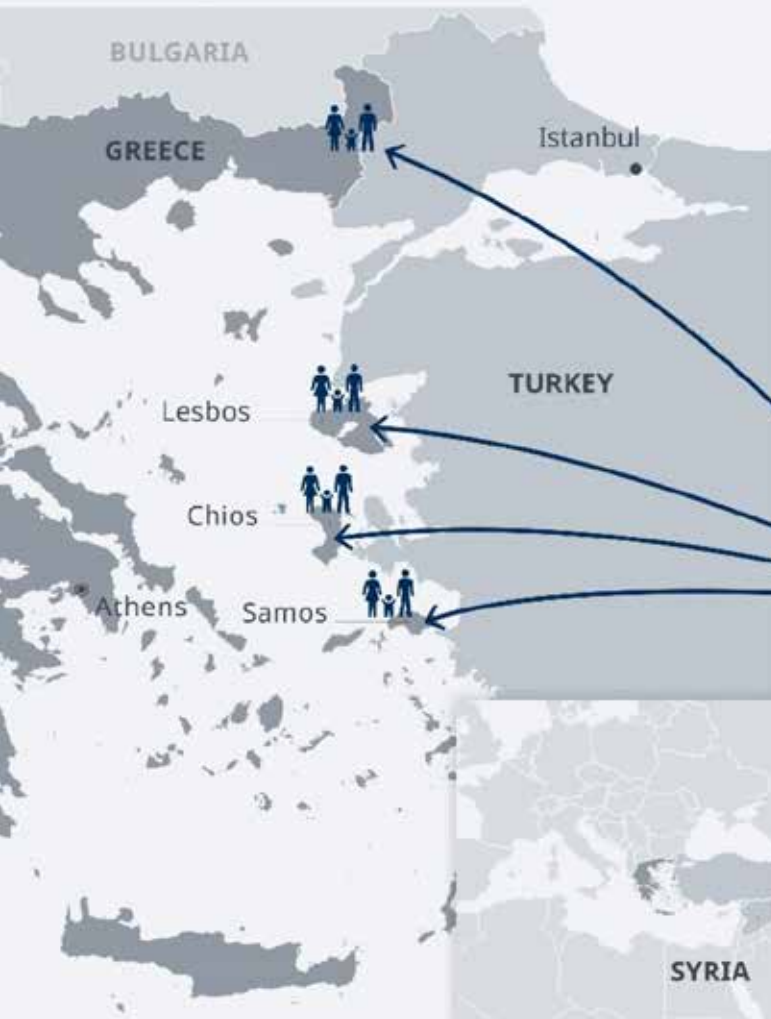 BULGARIA
GREECE
Istanbul
TURKEY
Lesbos
Chios
Athens
Samos
SYRIA